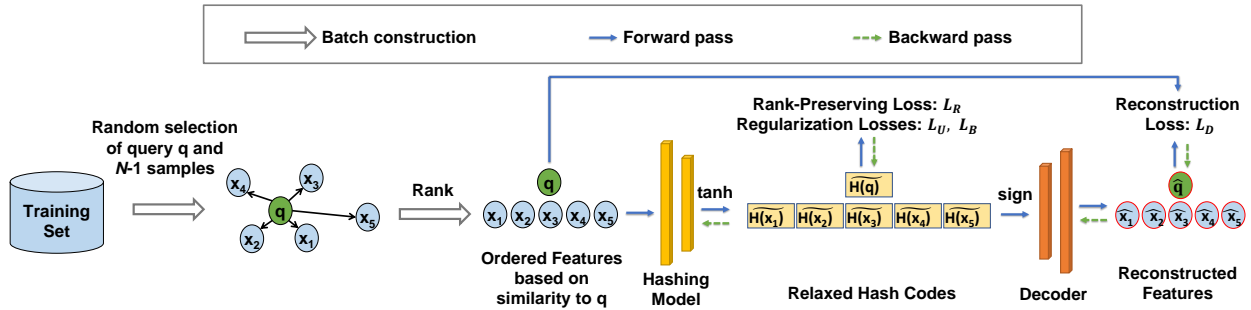 Batch construction
Forward pass
Backward pass
Random selection
of query q and
N-1 samples
Training
Set
x4
x3
q
x5
x2
x1
Rank
q
x1 x2 x3 x4 x5
Ordered Features
based on
similarity to q
Hashing
Model
tanh
Rank-Preserving Loss: L_R
Regularization Losses: L_U, L_B
H͠(q)
H͠(x1) H͠(x2) H͠(x3) H͠(x4) H͠(x5)
Relaxed Hash Codes
sign
Decoder
Reconstruction
Loss: L_D
q̂
x̂1 x̂2 x̂3 x̂4 x̂5
Reconstructed
Features